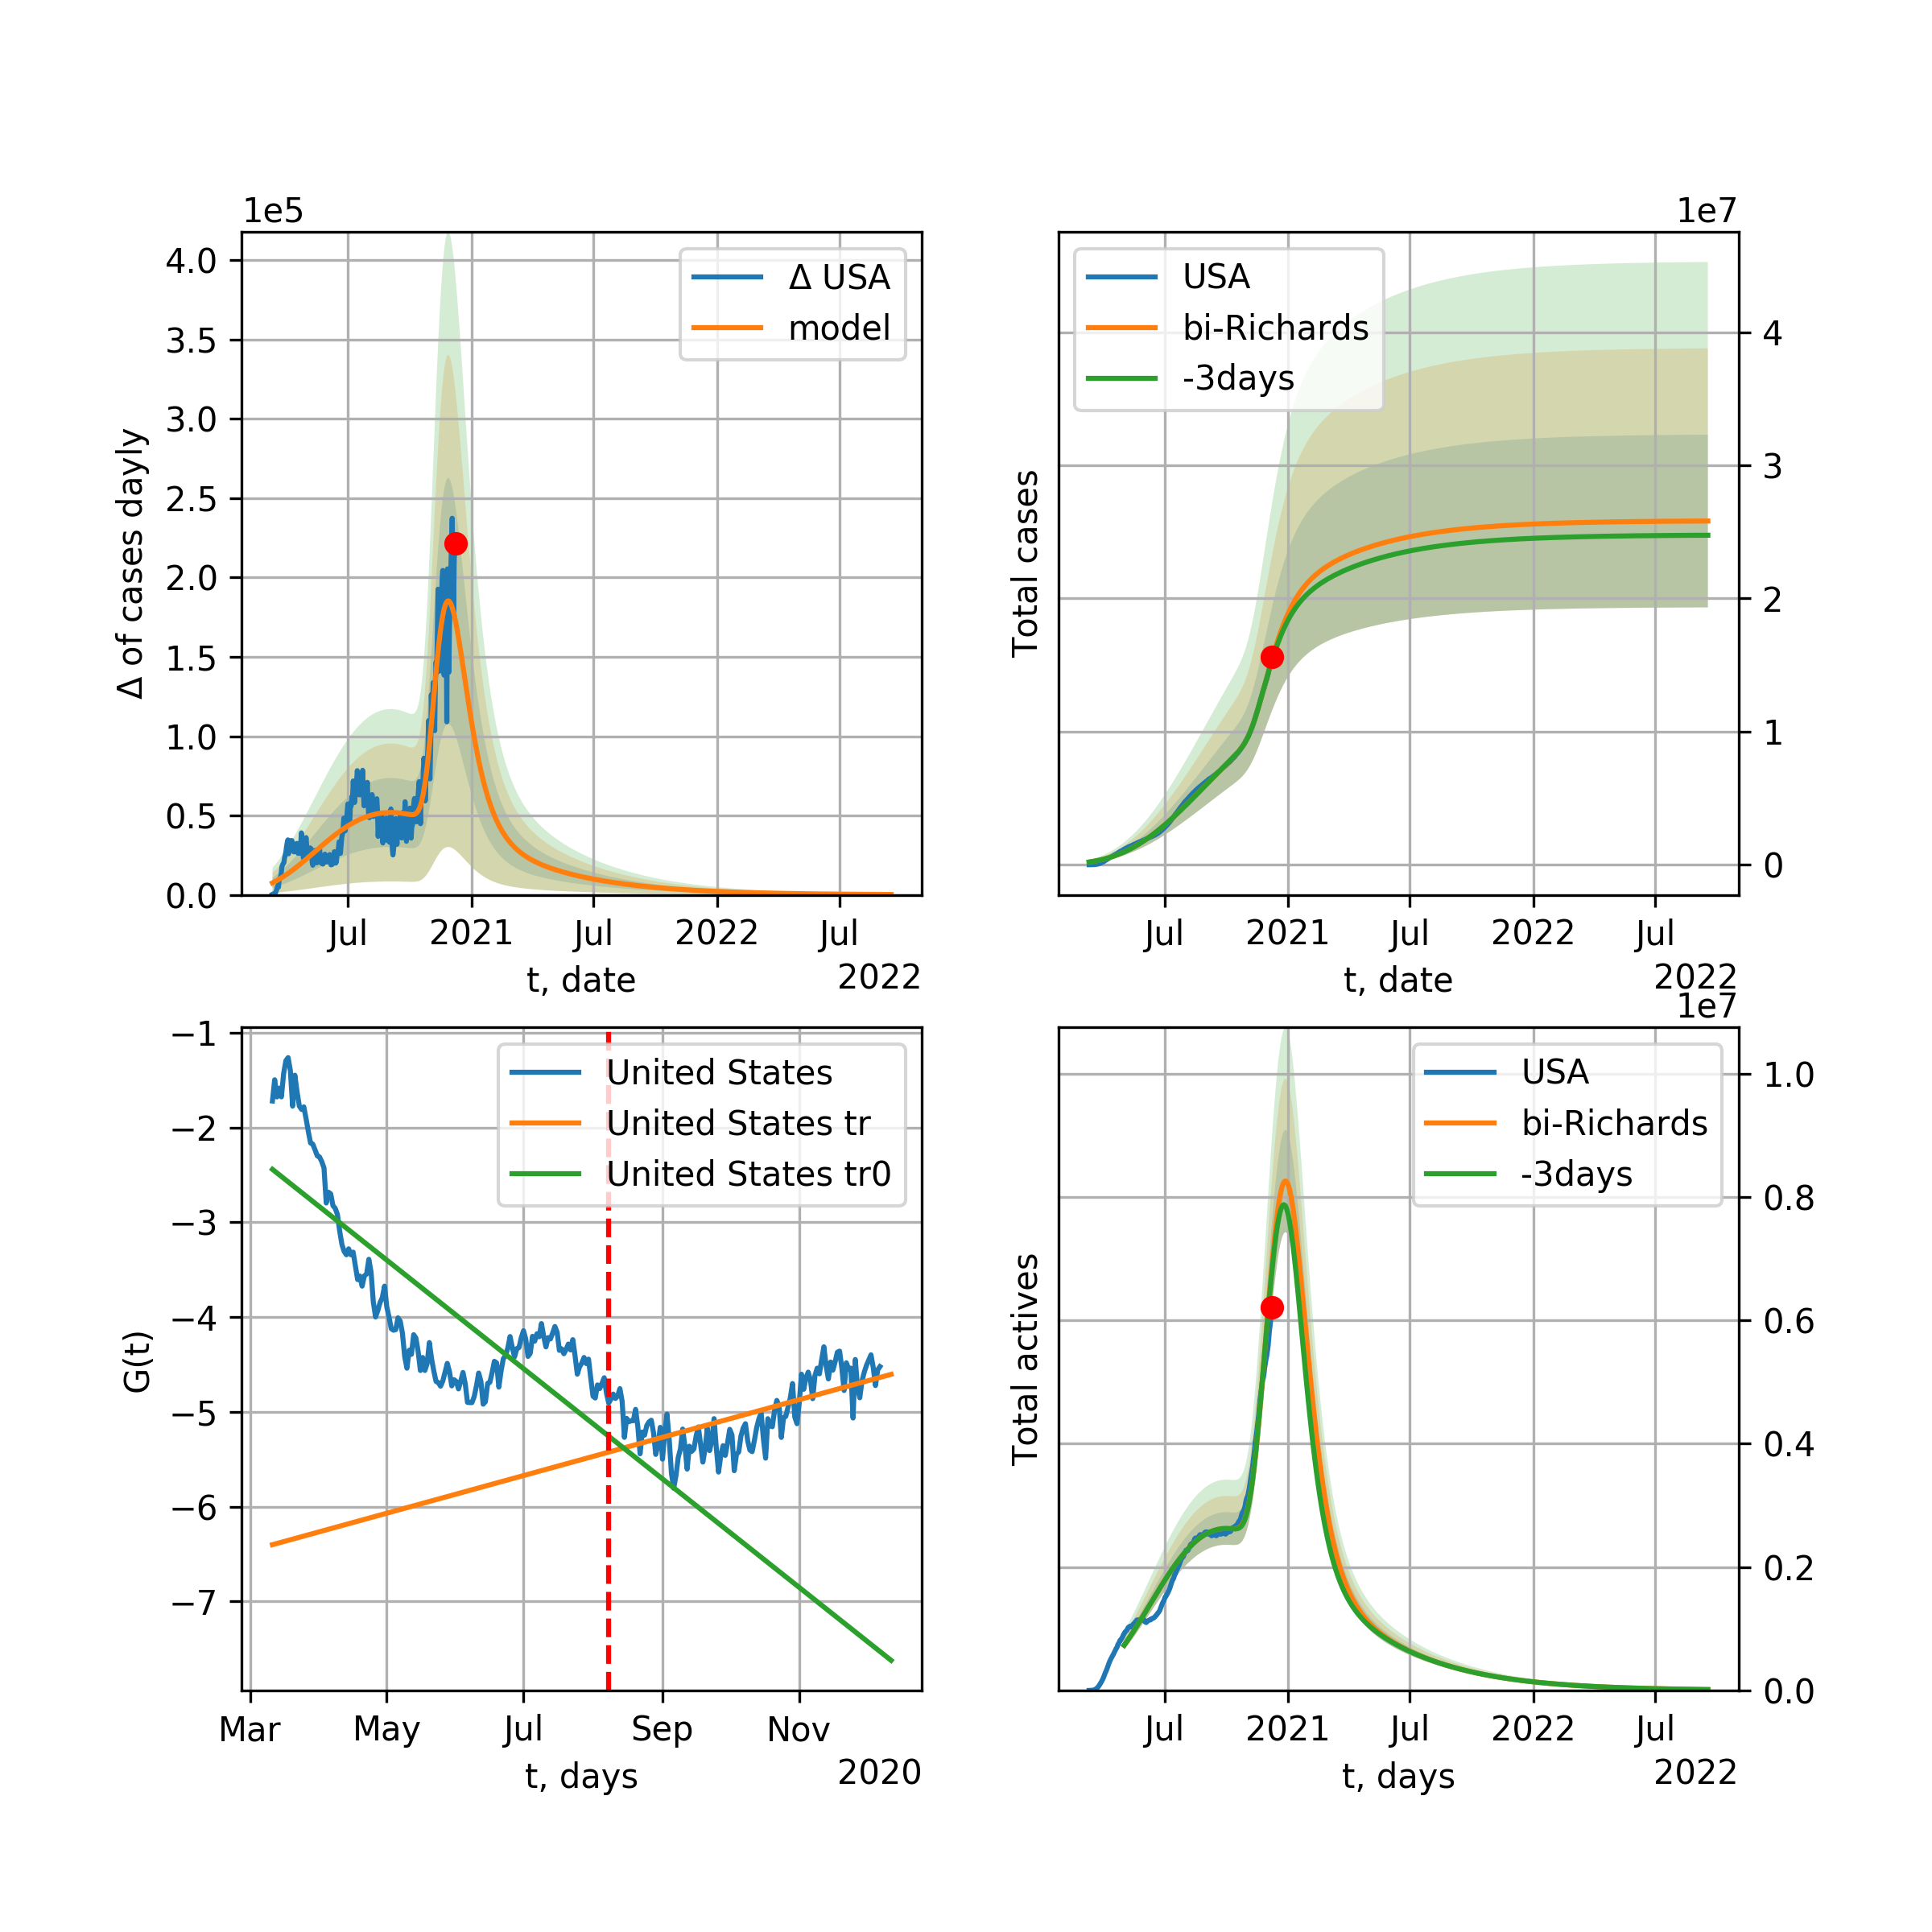 1e5
4.0
3.5
3.0
2.5
2.0
1.5
1.0
0.5
0.0
Δ of cases dayly
Δ USA
model
Jul
2021
Jul
2022
Jul
t, date
2022
1e7
USA
bi-Richards
-3days
Total cases
4
3
2
1
0
Jul
2021
Jul
2022
Jul
t, date
2022
−1
−2
−3
−4
−5
−6
−7
G(t)
United States
United States tr
United States tr0
Mar
May
Jul
Sep
Nov
t, days
2020
1e7
USA
bi-Richards
-3days
Total actives
1.0
0.8
0.6
0.4
0.2
0.0
Jul
2021
Jul
2022
Jul
t, days
2022